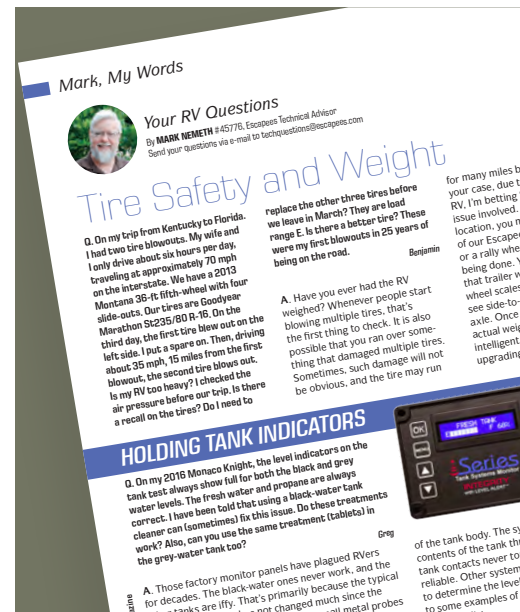 Mark, My Words
Your RV Questions
By MARK NEMETH #45776, Escapees Technical Advisor
Send your questions via e-mail to techquestions@escapees.com
Tire Safety and Weight
Q. On my trip from Kentucky to Florida.
I had two tire blowouts. My wife and
I only drive about six hours per day,
traveling at approximately 70 mph
on the interstate. We have a 2013
Montana 36-ft fifth-wheel with four
slide-outs. Our tires are Goodyear
Marathon St235/80 R-16. On the
third day, the first tire blew out on the
left side. I put a spare on. Then, driving
about 35 mph, 15 miles from the first
blowout, the second tire blows out.
Is my RV too heavy? I checked the
air pressure before our trip. Is there
a recall on the tires? Do I need to
replace the other three tires before
we leave in March? They are load
range E. Is there a better tire? These
were my first blowouts in 25 years of
being on the road.
Benjamin
A. Have you ever had the RV
weighed? Whenever people start
blowing multiple tires, that's
the first thing to check. It is also
possible that you ran over some-
thing that damaged multiple tires.
Sometimes, such damage will not
be obvious, and the tire may run
for many miles b
your case, due t
RV, I'm betting
issue involved.
location, you m
of our Escapee
or a rally whe
being done. Y
that trailer w
wheel scales
see side-to-
axle. Once
actual weig
intelligent
upgrading
HOLDING TANK INDICATORS
Q. On my 2016 Monaco Knight, the level indicators on the
tank test always show full for both the black and grey
water levels. The fresh water and propane are always
correct. I have been told that using a black-water tank
cleaner can (sometimes) fix this issue. Do these treatments
work? Also, can you use the same treatment (tablets) in
the grey-water tank too?
Greg
A. Those factory monitor panels have plagued RVers
for decades. The black-water ones never work, and the
tanks are iffy. That's primarily because the typical
not changed much since the
metal probes
FRESH TANK
OK
MENU
Series
Tank Systems Monitor
of the tank body. The sy
contents of the tank thr
tank contacts never to
reliable. Other system
to determine the leve
to some examples of
azine